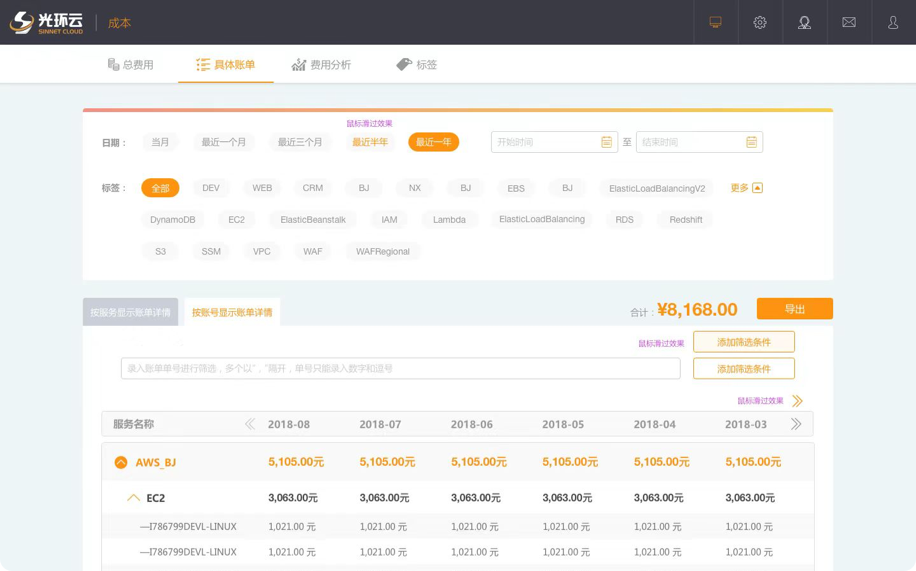 光环云 成本
SINNET CLOUD
总费用 具体账单 费用分析 标签
鼠标滑过效果
日期： 当月 最近一个月 最近三个月 最近半年 最近一年 开始时间 至 结束时间
标签： 全部 DEV WEB CRM BJ NX BJ EBS BJ ElasticLoadBalancingV2 更多
DynamoDB EC2 ElasticBeanstalk IAM Lambda ElasticLoadBalancing RDS Redshift
S3 SSM VPC WAF WAFRegional
按服务显示账单详情 按账号显示账单详情 合计：¥8,168.00 导出
鼠标滑过效果 添加筛选条件
录入账单单号进行筛选，多个以"，"隔开，单号只能录入数字和逗号 添加筛选条件
鼠标滑过效果
服务名称 2018-08 2018-07 2018-06 2018-05 2018-04 2018-03
AWS_BJ 5,105.00元 5,105.00元 5,105.00元 5,105.00元 5,105.00元 5,105.00元
EC2 3,063.00元 3,063.00元 3,063.00元 3,063.00元 3,063.00元 3,063.00元
—I786799DEVL-LINUX 1,021.00 元 1,021.00 元 1,021.00 元 1,021.00 元 1,021.00 元 1,021.00 元
—I786799DEVL-LINUX 1,021.00 元 1,021.00 元 1,021.00 元 1,021.00 元 1,021.00 元 1,021.00 元